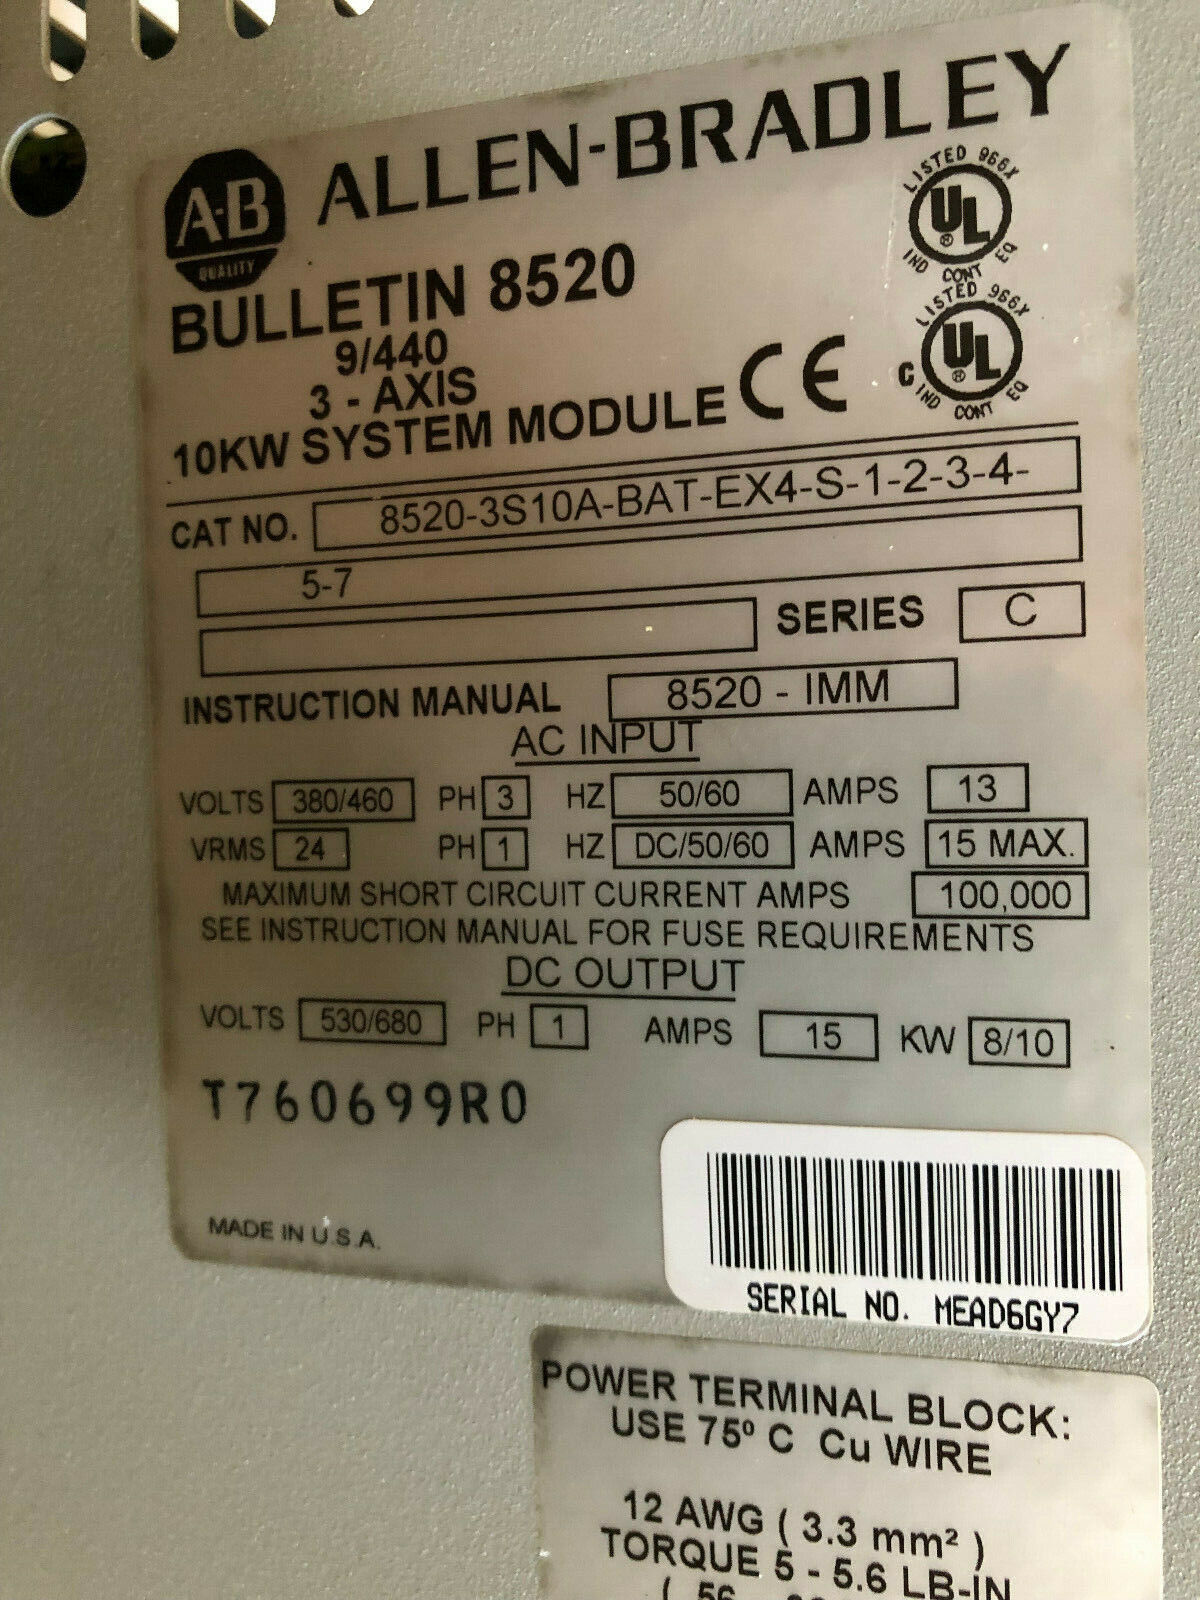 A-B
QUALITY
ALLEN-BRADLEY
BULLETIN 8520
9/440
3 - AXIS
10KW SYSTEM MODULE CE
LISTED 966X
UL
®
IND CONT EQ
LISTED 966X
C UL
®
IND CONT EQ
CAT NO. 8520-3S10A-BAT-EX4-S-1-2-3-4-
5-7
SERIES C
INSTRUCTION MANUAL 8520 - IMM
AC INPUT
VOLTS 380/460 PH 3 HZ 50/60 AMPS 13
VRMS 24 PH 1 HZ DC/50/60 AMPS 15 MAX.
MAXIMUM SHORT CIRCUIT CURRENT AMPS 100,000
SEE INSTRUCTION MANUAL FOR FUSE REQUIREMENTS
DC OUTPUT
VOLTS 530/680 PH 1 AMPS 15 KW 8/10
T760699R0
MADE IN U.S.A.
SERIAL NO. MEAD6GY7
POWER TERMINAL BLOCK:
USE 75º C Cu WIRE
12 AWG ( 3.3 mm² )
TORQUE 5 - 5.6 LB-IN
( .56